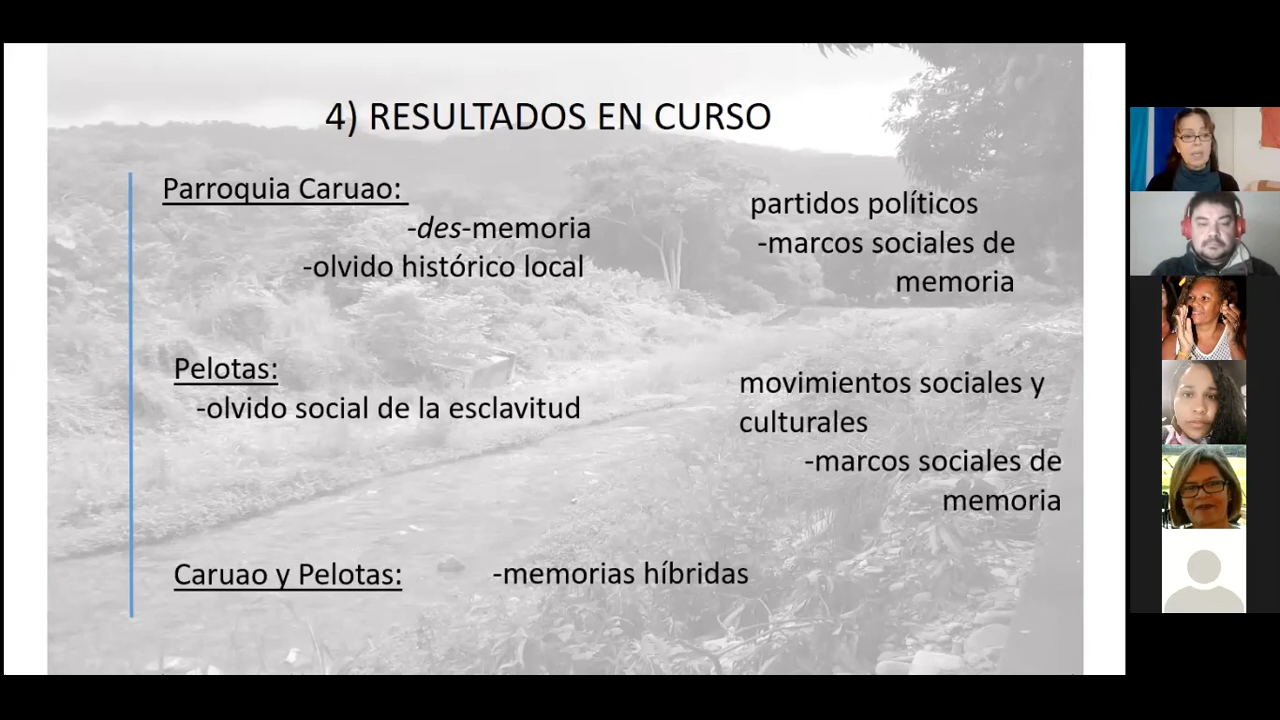 4) RESULTADOS EN CURSO
Parroquia Caruao:
-des-memoria
-olvido histórico local
partidos políticos
-marcos sociales de
memoria
Pelotas:
-olvido social de la esclavitud
movimientos sociales y
culturales
-marcos sociales de
memoria
Caruao y Pelotas:
-memorias híbridas